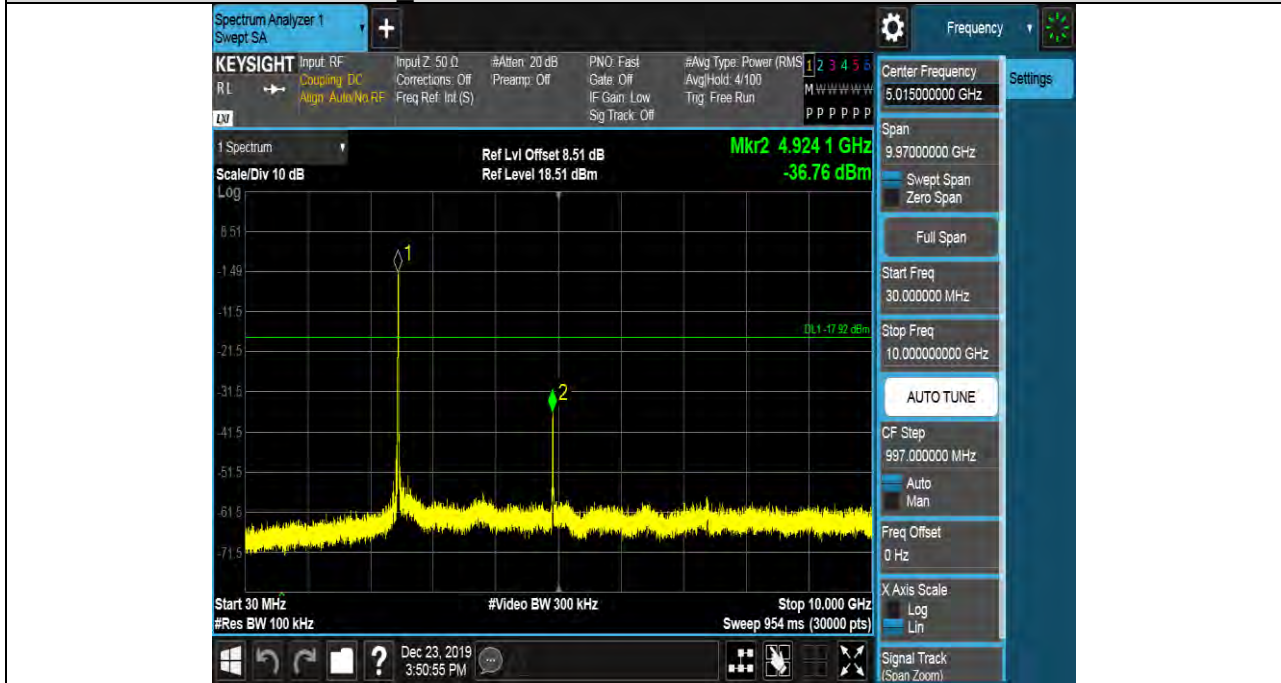 Spectrum Analyzer 1
Swept SA
+
Frequency
KEYSIGHT
RL
LXI
Input: RF
Coupling: DC
Align: Auto/No RF
Input Z: 50 Ω
Corrections: Off
Freq Ref: Int (S)
#Atten: 20 dB
Preamp: Off
PNO: Fast
Gate: Off
IF Gain: Low
Sig Track: Off
#Avg Type: Power (RMS
Avg|Hold: 4/100
Trig: Free Run
1 2 3 4 5 6
M W W W W W
P P P P P P
1 Spectrum
Scale/Div 10 dB
Ref Lvl Offset 8.51 dB
Ref Level 18.51 dBm
Mkr2 4.924 1 GHz
-36.76 dBm
Log
8.51
-1.49
-11.5
-21.5
-31.5
-41.5
-51.5
-61.5
-71.5
1
2
DL1 -17.92 dBm
Start 30 MHz
#Res BW 100 kHz
#Video BW 300 kHz
Stop 10.000 GHz
Sweep 954 ms (30000 pts)
?
Dec 23, 2019
3:50:55 PM
Center Frequency
5.015000000 GHz
Settings
Span
9.97000000 GHz
Swept Span
Zero Span
Full Span
Start Freq
30.000000 MHz
Stop Freq
10.000000000 GHz
AUTO TUNE
CF Step
997.000000 MHz
Auto
Man
Freq Offset
0 Hz
X Axis Scale
Log
Lin
Signal Track
(Span Zoom)